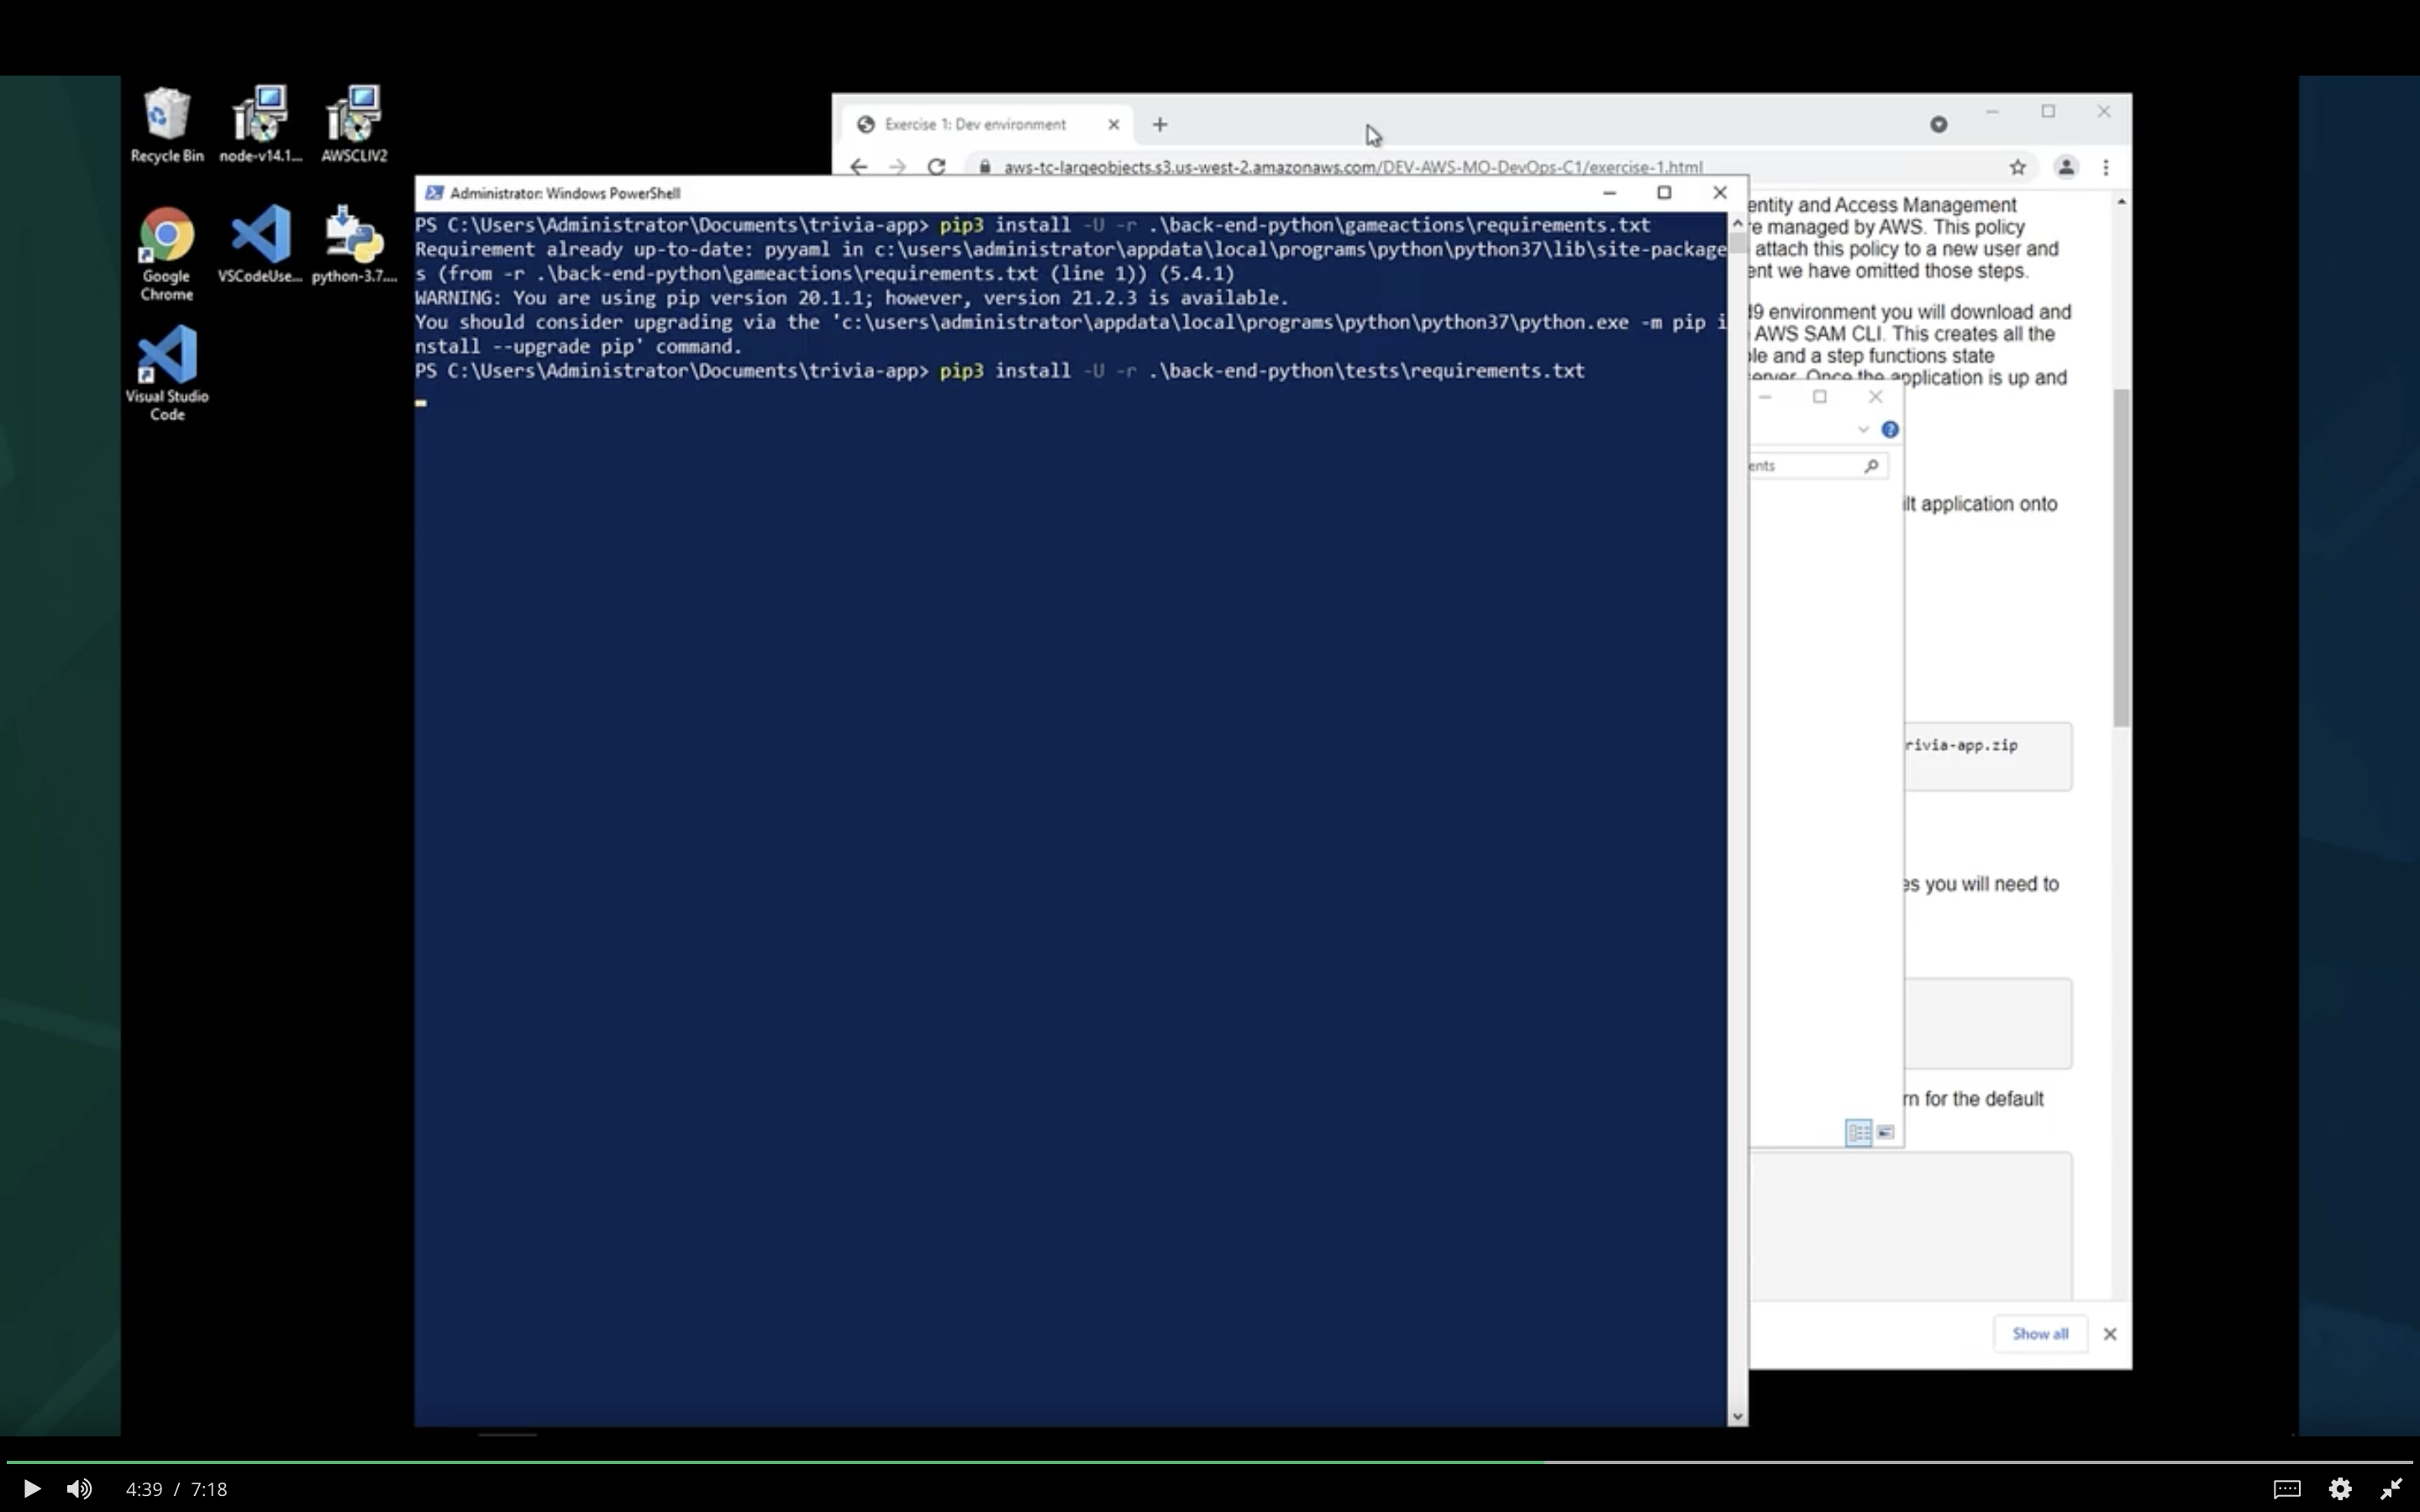 Recycle Bin
node-v14.1...
AWSCLIV2
Google
Chrome
VSCodeUse...
python-3.7....
Visual Studio
Code
Exercise 1: Dev environment
aws-tc-largeobjects.s3.us-west-2.amazonaws.com/DEV-AWS-MO-DevOps-C1/exercise-1.html
Administrator: Windows PowerShell
PS C:\Users\Administrator\Documents\trivia-app> pip3 install -U -r .\back-end-python\gameactions\requirements.txt
Requirement already up-to-date: pyyaml in c:\users\administrator\appdata\local\programs\python\python37\lib\site-package
s (from -r .\back-end-python\gameactions\requirements.txt (line 1)) (5.4.1)
WARNING: You are using pip version 20.1.1; however, version 21.2.3 is available.
You should consider upgrading via the 'c:\users\administrator\appdata\local\programs\python\python37\python.exe -m pip i
nstall --upgrade pip' command.
PS C:\Users\Administrator\Documents\trivia-app> pip3 install -U -r .\back-end-python\tests\requirements.txt
entity and Access Management
e managed by AWS. This policy
attach this policy to a new user and
ent we have omitted those steps.
9 environment you will download and
AWS SAM CLI. This creates all the
le and a step functions state
server. Once the application is up and
ents
ilt application onto
rivia-app.zip
es you will need to
rn for the default
Show all
4:39 / 7:18